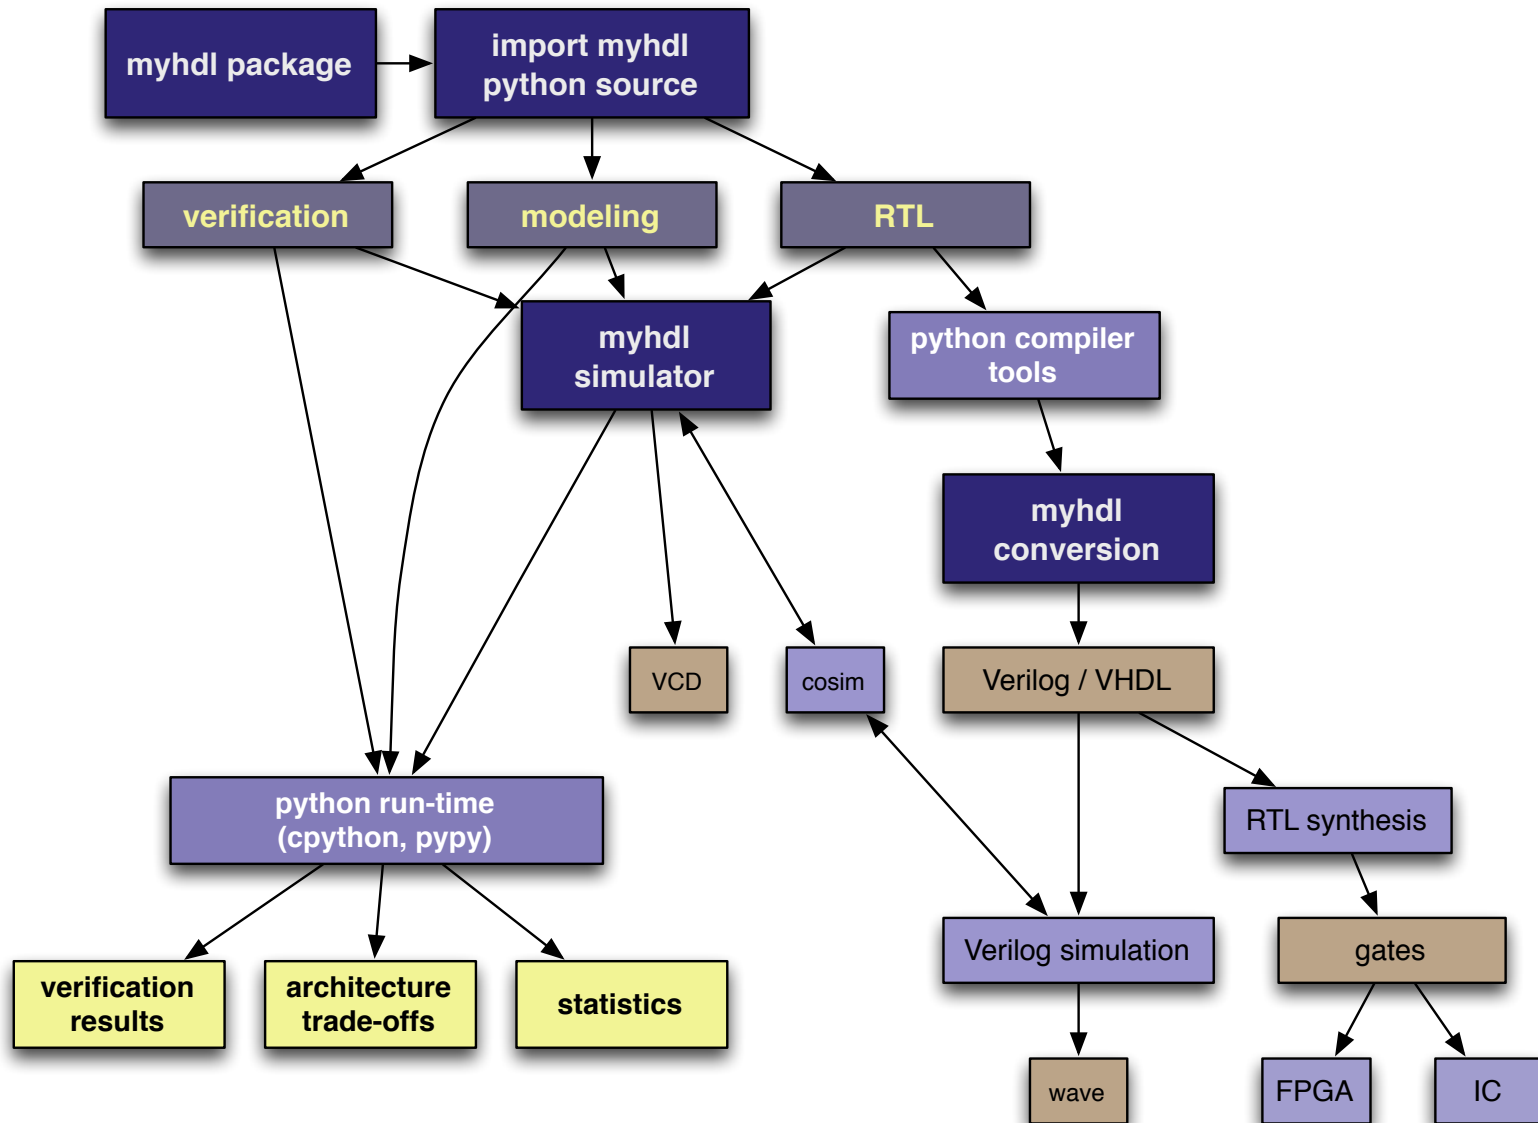 myhdl package
import myhdl
python source
verification
modeling
RTL
myhdl
simulator
python compiler
tools
myhdl
conversion
VCD
cosim
Verilog / VHDL
python run-time
(cpython, pypy)
RTL synthesis
Verilog simulation
gates
verification
results
architecture
trade-offs
statistics
wave
FPGA
IC